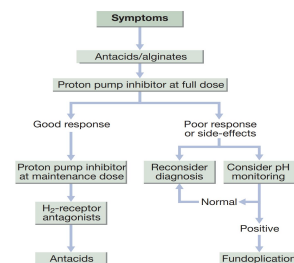 Symptoms
Antacids/alginates
Proton pump inhibitor at full dose
Good response
Poor response
or side-effects
Proton pump inhibitor
at maintenance dose
Reconsider
diagnosis
Consider pH
monitoring
H₂-receptor
antagonists
Normal
Positive
Antacids
Fundoplication